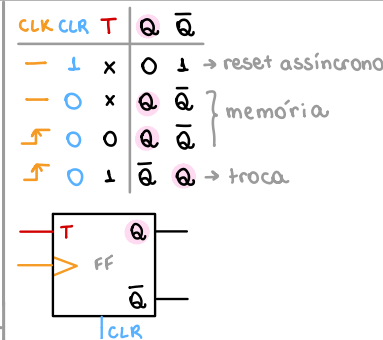 CLK CLR T Q Q̅
— 1 x 0 1 → reset assíncrono
— 0 x Q Q̅
memória
0 0 Q Q̅
0 1 Q̅ Q → troca
T Q
FF
Q̅
CLR